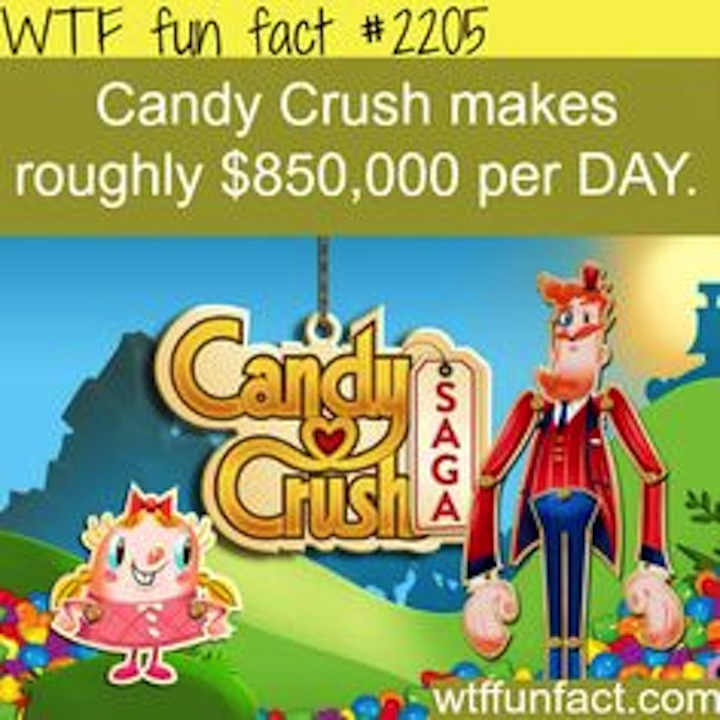 WTF fun fact #2205
Candy Crush makes
roughly $850,000 per DAY.
Candy
Crush
SAGA
wtffunfact.com